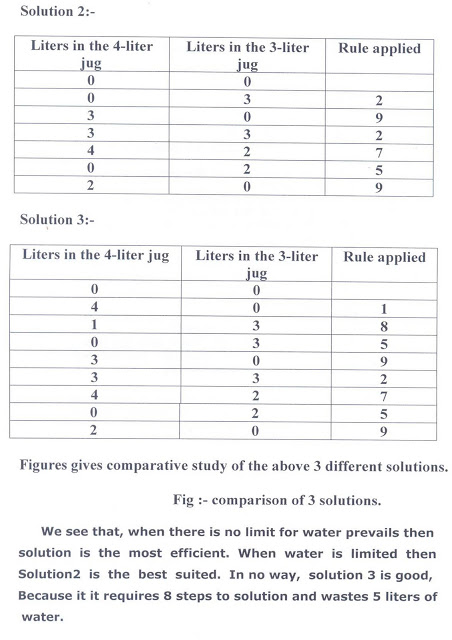 Solution 2:-
Liters in the 4-liter jug Liters in the 3-liter jug Rule applied
0 0
0 3 2
3 0 9
3 3 2
4 2 7
0 2 5
2 0 9
Solution 3:-
Liters in the 4-liter jug Liters in the 3-liter jug Rule applied
0 0
4 0 1
1 3 8
0 3 5
3 0 9
3 3 2
4 2 7
0 2 5
2 0 9
Figures gives comparative study of the above 3 different solutions.
Fig :- comparison of 3 solutions.
We see that, when there is no limit for water prevails then
solution is the most efficient. When water is limited then
Solution2 is the best suited. In no way, solution 3 is good,
Because it it requires 8 steps to solution and wastes 5 liters of
water.